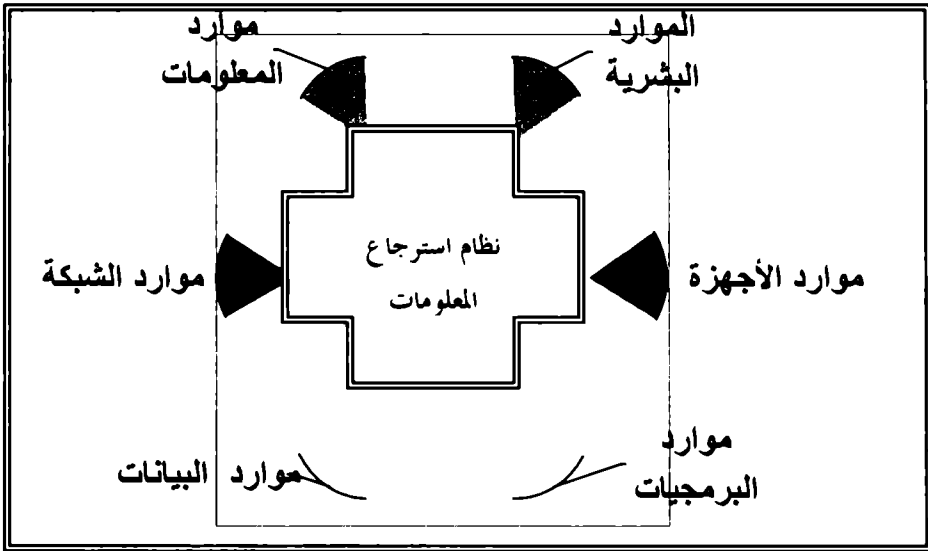 الموارد
البشرية
موارد
المعلومات
موارد الأجهزة
نظام استرجاع
المعلومات
موارد الشبكة
موارد
البرمجيات
موارد البيانات